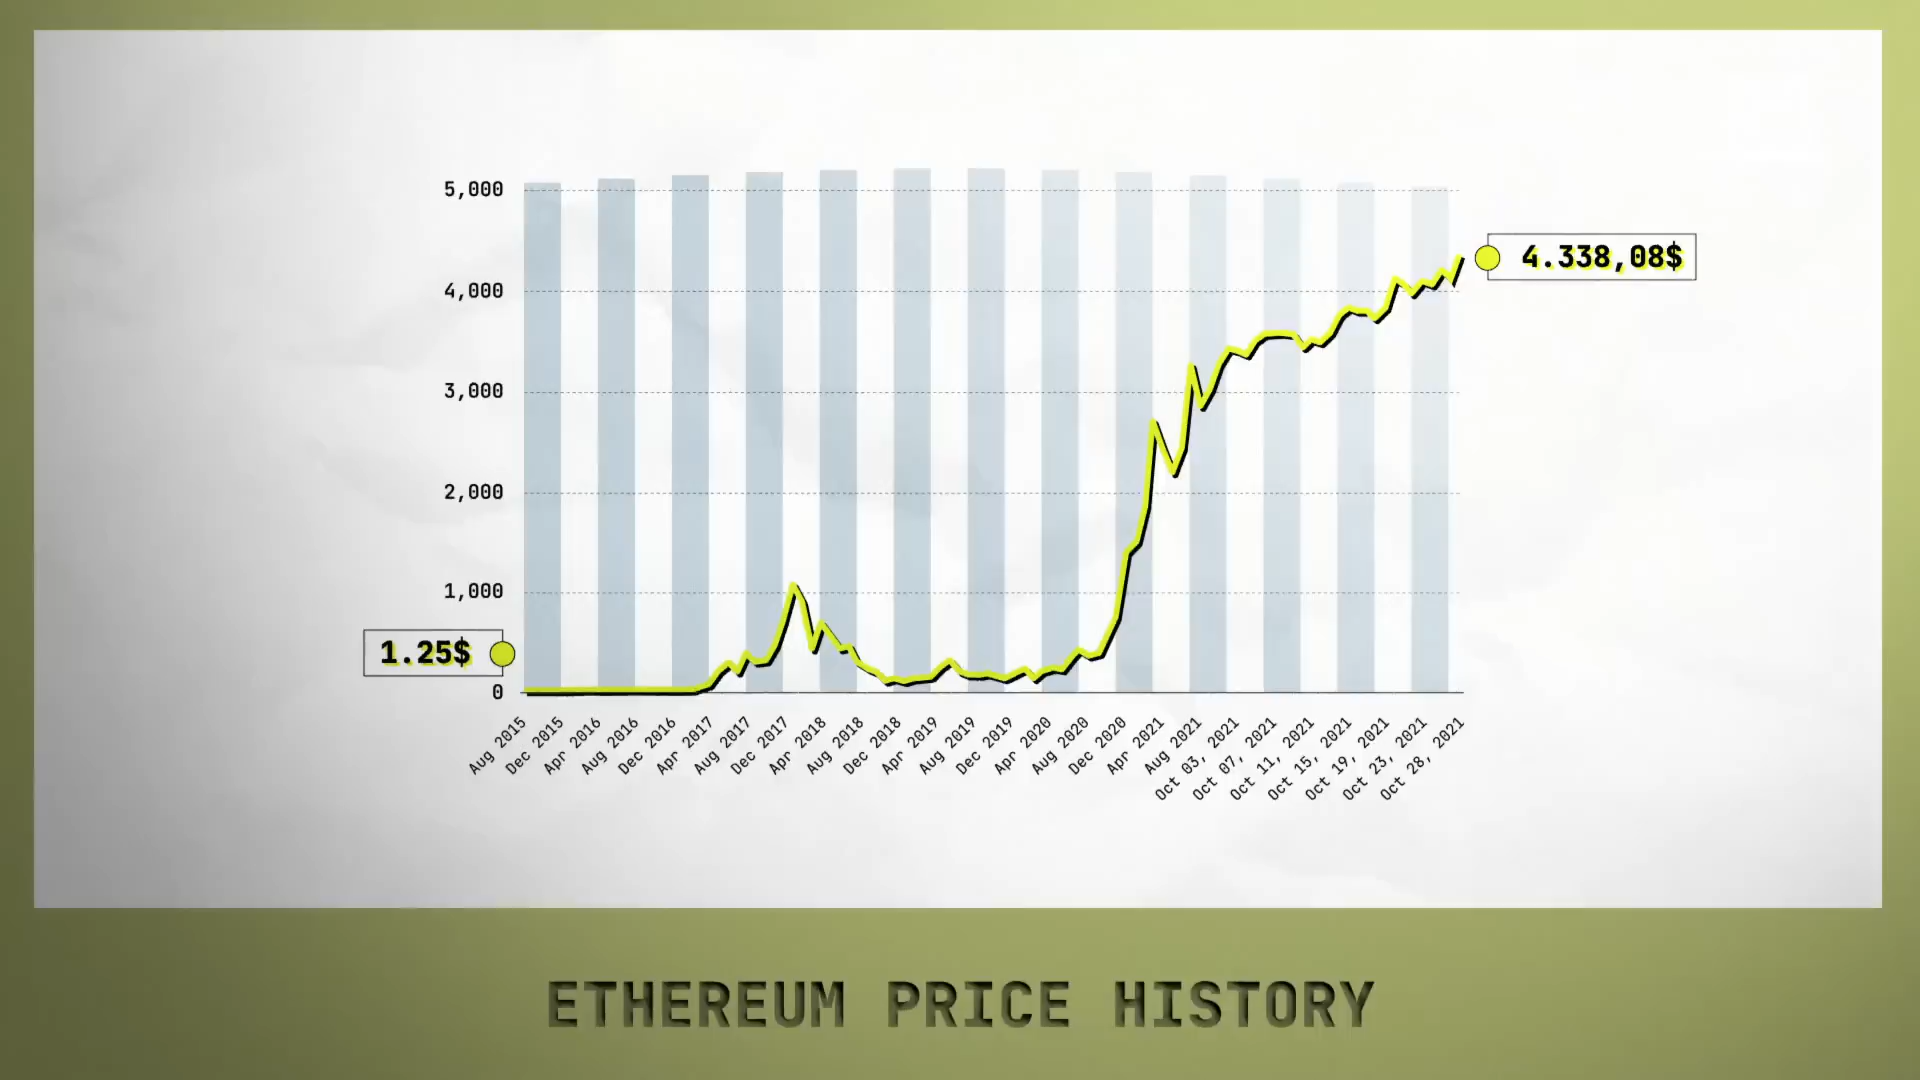 5,000
4,000
3,000
2,000
1,000
0
1.25$
4.338,08$
Aug 2015
Dec 2015
Apr 2016
Aug 2016
Dec 2016
Apr 2017
Aug 2017
Dec 2017
Apr 2018
Aug 2018
Dec 2018
Apr 2019
Aug 2019
Dec 2019
Apr 2020
Aug 2020
Dec 2020
Apr 2021
Aug 2021
Oct 03, 2021
Oct 07, 2021
Oct 11, 2021
Oct 15, 2021
Oct 19, 2021
Oct 23, 2021
Oct 28, 2021
ETHEREUM PRICE HISTORY